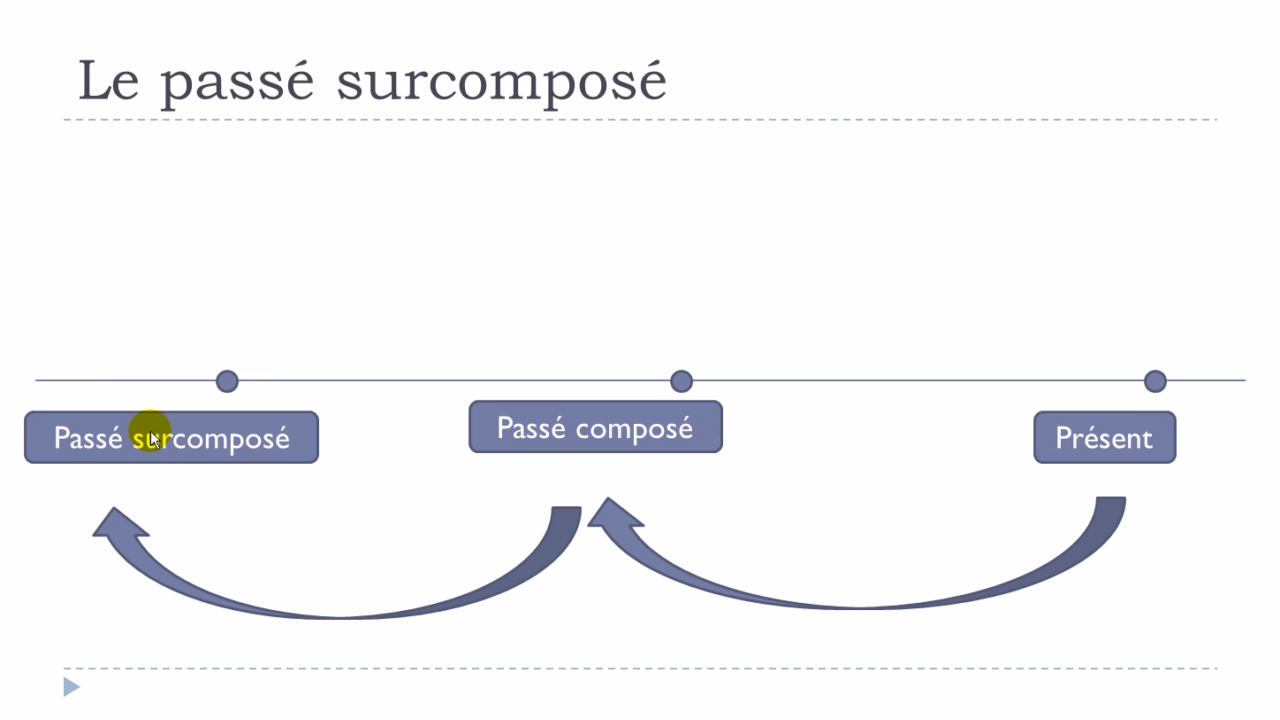 Le passé surcomposé
Passé surcomposé
Passé composé
Présent